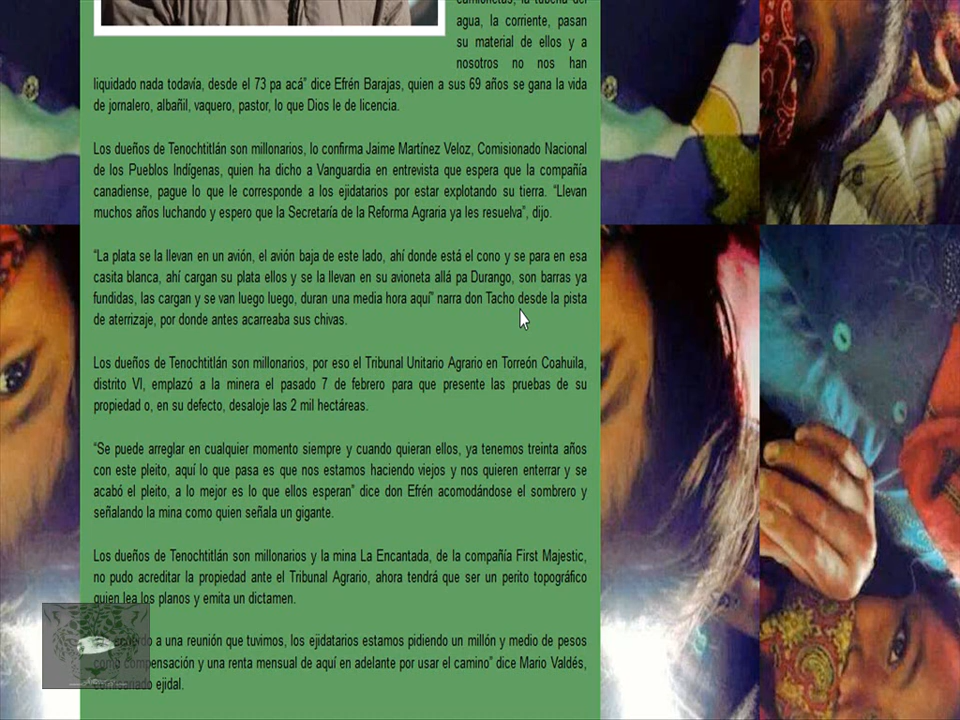 camionetas, la tubería del
agua, la corriente, pasan
su material de ellos y a
nosotros no nos han
liquidado nada todavía, desde el 73 pa acá” dice Efrén Barajas, quien a sus 69 años se gana la vida
de jornalero, albañil, vaquero, pastor, lo que Dios le de licencia.
Los dueños de Tenochtitlán son millonarios, lo confirma Jaime Martínez Veloz, Comisionado Nacional
de los Pueblos Indígenas, quien ha dicho a Vanguardia en entrevista que espera que la compañía
canadiense, pague lo que le corresponde a los ejidatarios por estar explotando su tierra. “Llevan
muchos años luchando y espero que la Secretaría de la Reforma Agraria ya les resuelva”, dijo.
“La plata se la llevan en un avión, el avión baja de este lado, ahí donde está el cono y se para en esa
casita blanca, ahí cargan su plata ellos y se la llevan en su avioneta allá pa Durango, son barras ya
fundidas, las cargan y se van luego luego, duran una media hora aquí” narra don Tacho desde la pista
de aterrizaje, por donde antes acarreaba sus chivas.
Los dueños de Tenochtitlán son millonarios, por eso el Tribunal Unitario Agrario en Torreón Coahuila,
distrito VI, emplazó a la minera el pasado 7 de febrero para que presente las pruebas de su
propiedad o, en su defecto, desaloje las 2 mil hectáreas.
“Se puede arreglar en cualquier momento siempre y cuando quieran ellos, ya tenemos treinta años
con este pleito, aquí lo que pasa es que nos estamos haciendo viejos y nos quieren enterrar y se
acabó el pleito, a lo mejor es lo que ellos esperan” dice don Efrén acomodándose el sombrero y
señalando la mina como quien señala un gigante.
Los dueños de Tenochtitlán son millonarios y la mina La Encantada, de la compañía First Majestic,
no pudo acreditar la propiedad ante el Tribunal Agrario, ahora tendrá que ser un perito topográfico
quien lea los planos y emita un dictamen.
acuerdo a una reunión que tuvimos, los ejidatarios estamos pidiendo un millón y medio de pesos
como compensación y una renta mensual de aquí en adelante por usar el camino” dice Mario Valdés,
comisariado ejidal.